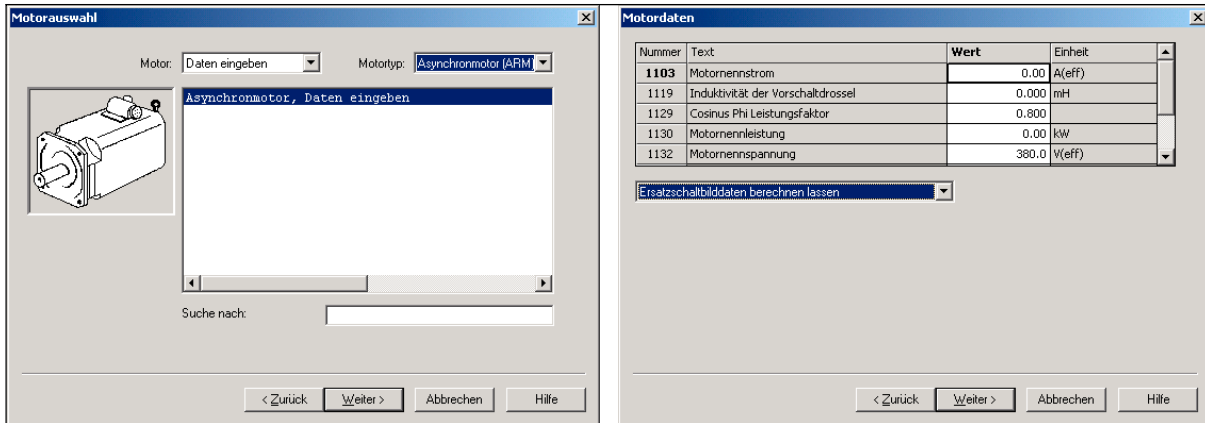 Motorauswahl
Motor: Daten eingeben Motortyp: Asynchronmotor (ARM)
Asynchronmotor, Daten eingeben
Suche nach:
< Zurück Weiter > Abbrechen Hilfe
Motordaten
Nummer Text Wert Einheit
1103 Motornennstrom 0.00 A(eff)
1119 Induktivität der Vorschaltdrossel 0.000 mH
1129 Cosinus Phi Leistungsfaktor 0.800
1130 Motornennleistung 0.00 kW
1132 Motornennspannung 380.0 V(eff)
Ersatzschaltbilddaten berechnen lassen
< Zurück Weiter > Abbrechen Hilfe